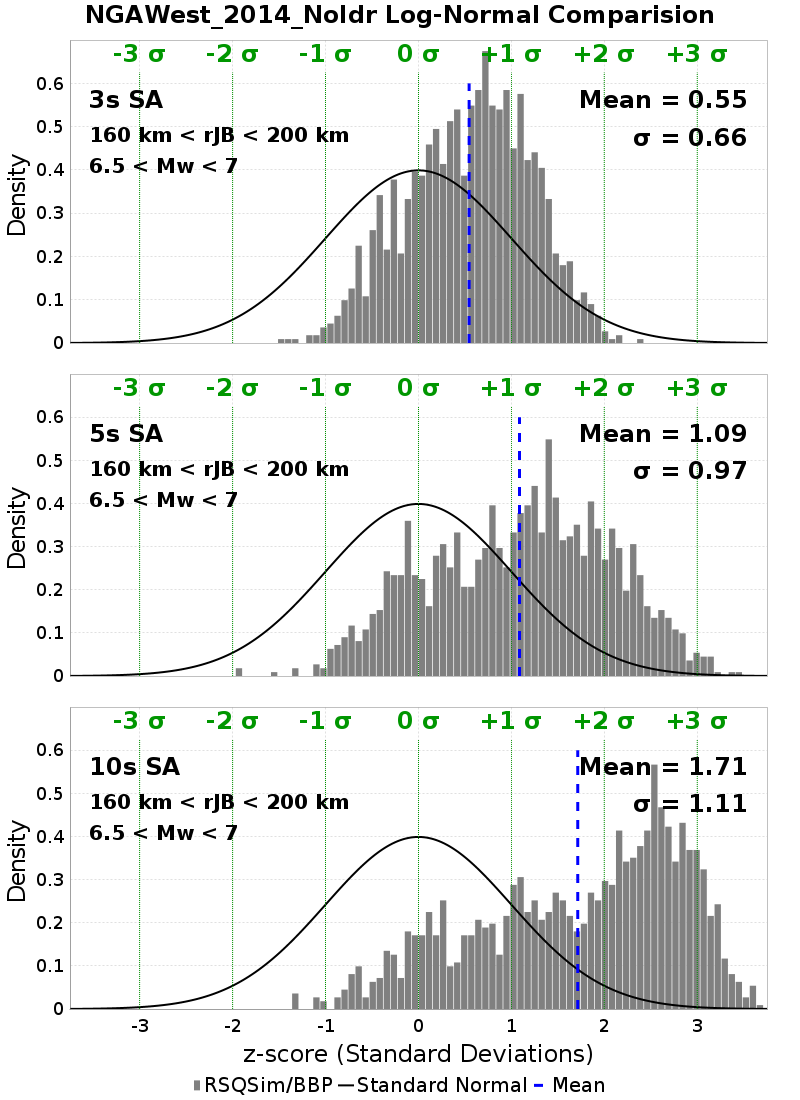 NGAWest_2014_NoIdr Log-Normal Comparision
-3 σ -2 σ -1 σ 0 σ +1 σ +2 σ +3 σ
0.6
0.5
0.4
0.3
0.2
0.1
0
Density
3s SA
160 km < rJB < 200 km
6.5 < Mw < 7
Mean = 0.55
σ = 0.66
-3 σ -2 σ -1 σ 0 σ +1 σ +2 σ +3 σ
0.6
0.5
0.4
0.3
0.2
0.1
0
Density
5s SA
160 km < rJB < 200 km
6.5 < Mw < 7
Mean = 1.09
σ = 0.97
-3 σ -2 σ -1 σ 0 σ +1 σ +2 σ +3 σ
0.6
0.5
0.4
0.3
0.2
0.1
0
Density
10s SA
160 km < rJB < 200 km
6.5 < Mw < 7
Mean = 1.71
σ = 1.11
-3 -2 -1 0 1 2 3
z-score (Standard Deviations)
RSQSim/BBP Standard Normal Mean